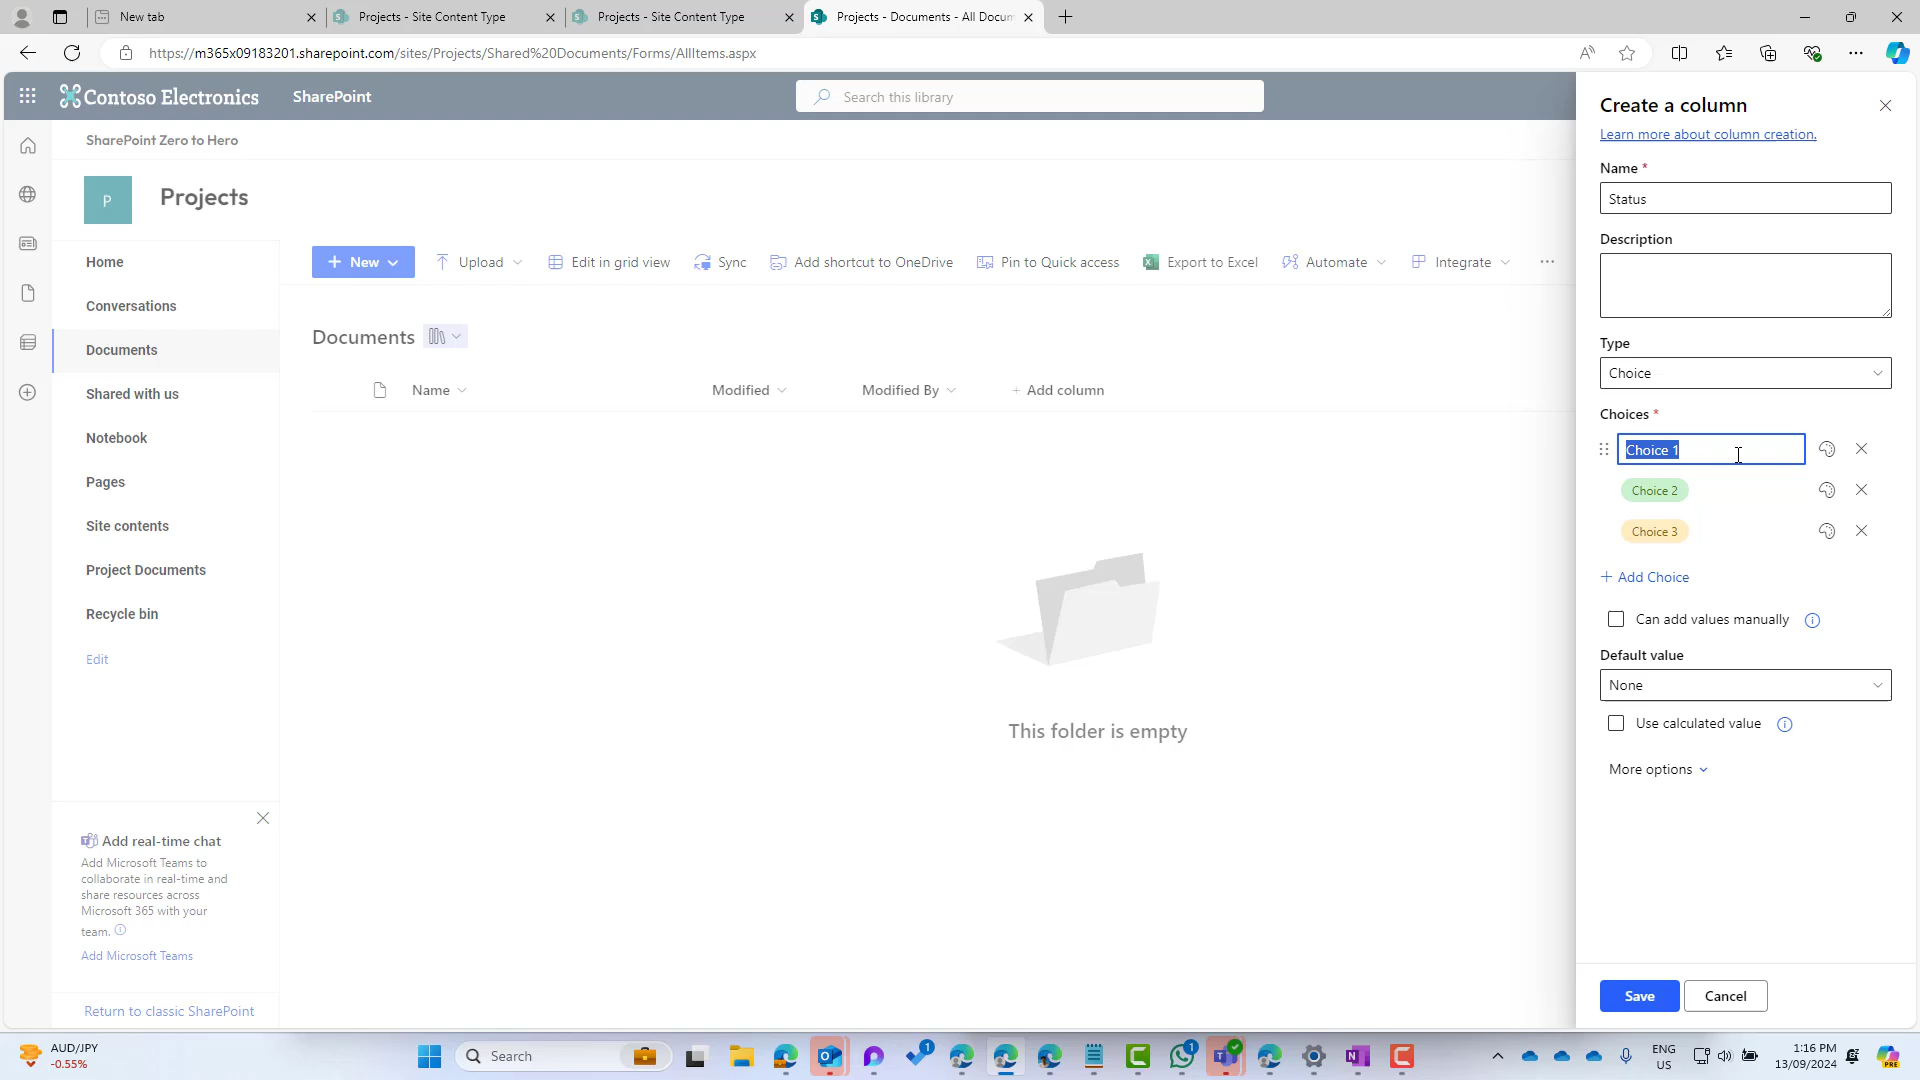 New tab
Projects - Site Content Type
Projects - Site Content Type
Projects - Documents - All Docum
https://m365x09183201.sharepoint.com/sites/Projects/Shared%20Documents/Forms/AllItems.aspx
Contoso Electronics
SharePoint
Search this library
SharePoint Zero to Hero
P
Projects
Home
Conversations
Documents
Shared with us
Notebook
Pages
Site contents
Project Documents
Recycle bin
Edit
Add real-time chat
Add Microsoft Teams to
collaborate in real-time and
share resources across
Microsoft 365 with your
team.
Add Microsoft Teams
Return to classic SharePoint
+ New
Upload
Edit in grid view
Sync
Add shortcut to OneDrive
Pin to Quick access
Export to Excel
Automate
Integrate
Documents
Name
Modified
Modified By
+ Add column
This folder is empty
Create a column
Learn more about column creation.
Name *
Status
Description
Type
Choice
Choices *
Choice 1
Choice 2
Choice 3
+ Add Choice
Can add values manually
Default value
None
Use calculated value
More options
Save
Cancel
AUD/JPY
-0.55%
Search
1
1
ENG
US
1:16 PM
13/09/2024
PRE